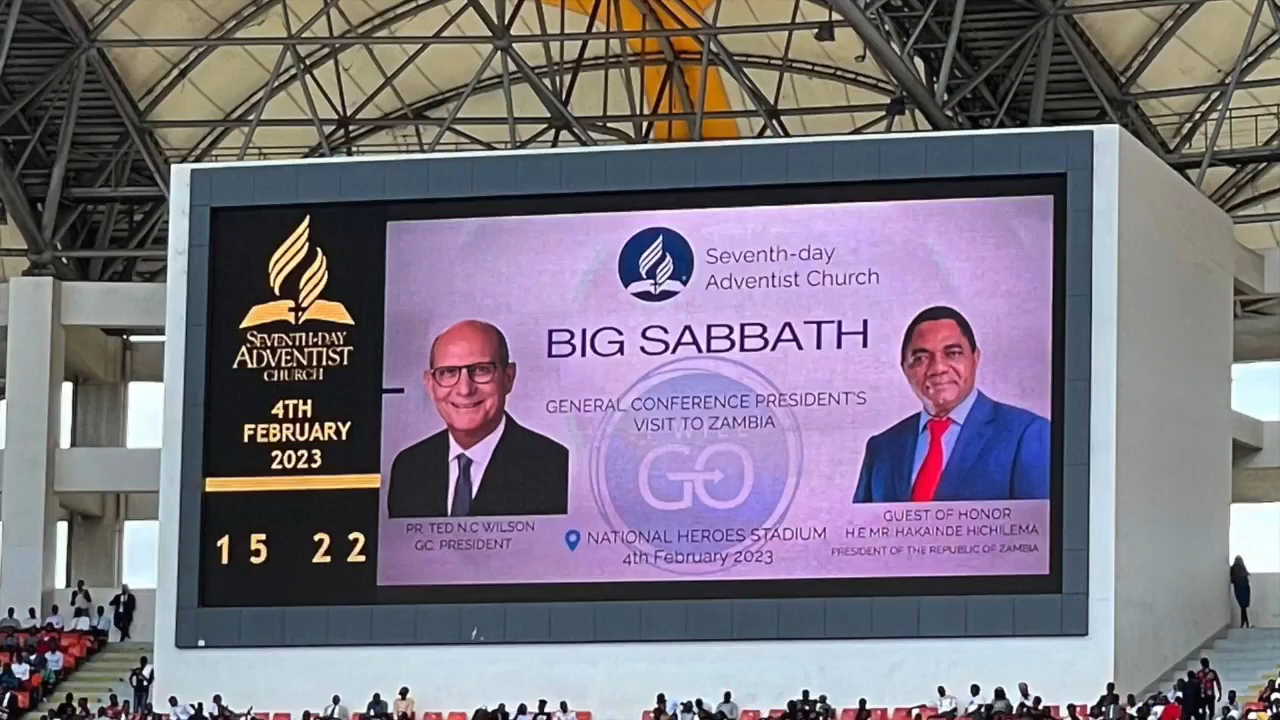 SEVENTH-DAY
ADVENTIST
CHURCH
4TH
FEBRUARY
2023
15 22
Seventh-day
Adventist Church
BIG SABBATH
GENERAL CONFERENCE PRESIDENT'S
VISIT TO ZAMBIA
I WILL
GO
PR. TED N.C WILSON
GC. PRESIDENT
NATIONAL HEROES STADIUM
4th February 2023
GUEST OF HONOR
H.E MR. HAKAINDE HICHILEMA
PRESIDENT OF THE REPUBLIC OF ZAMBIA